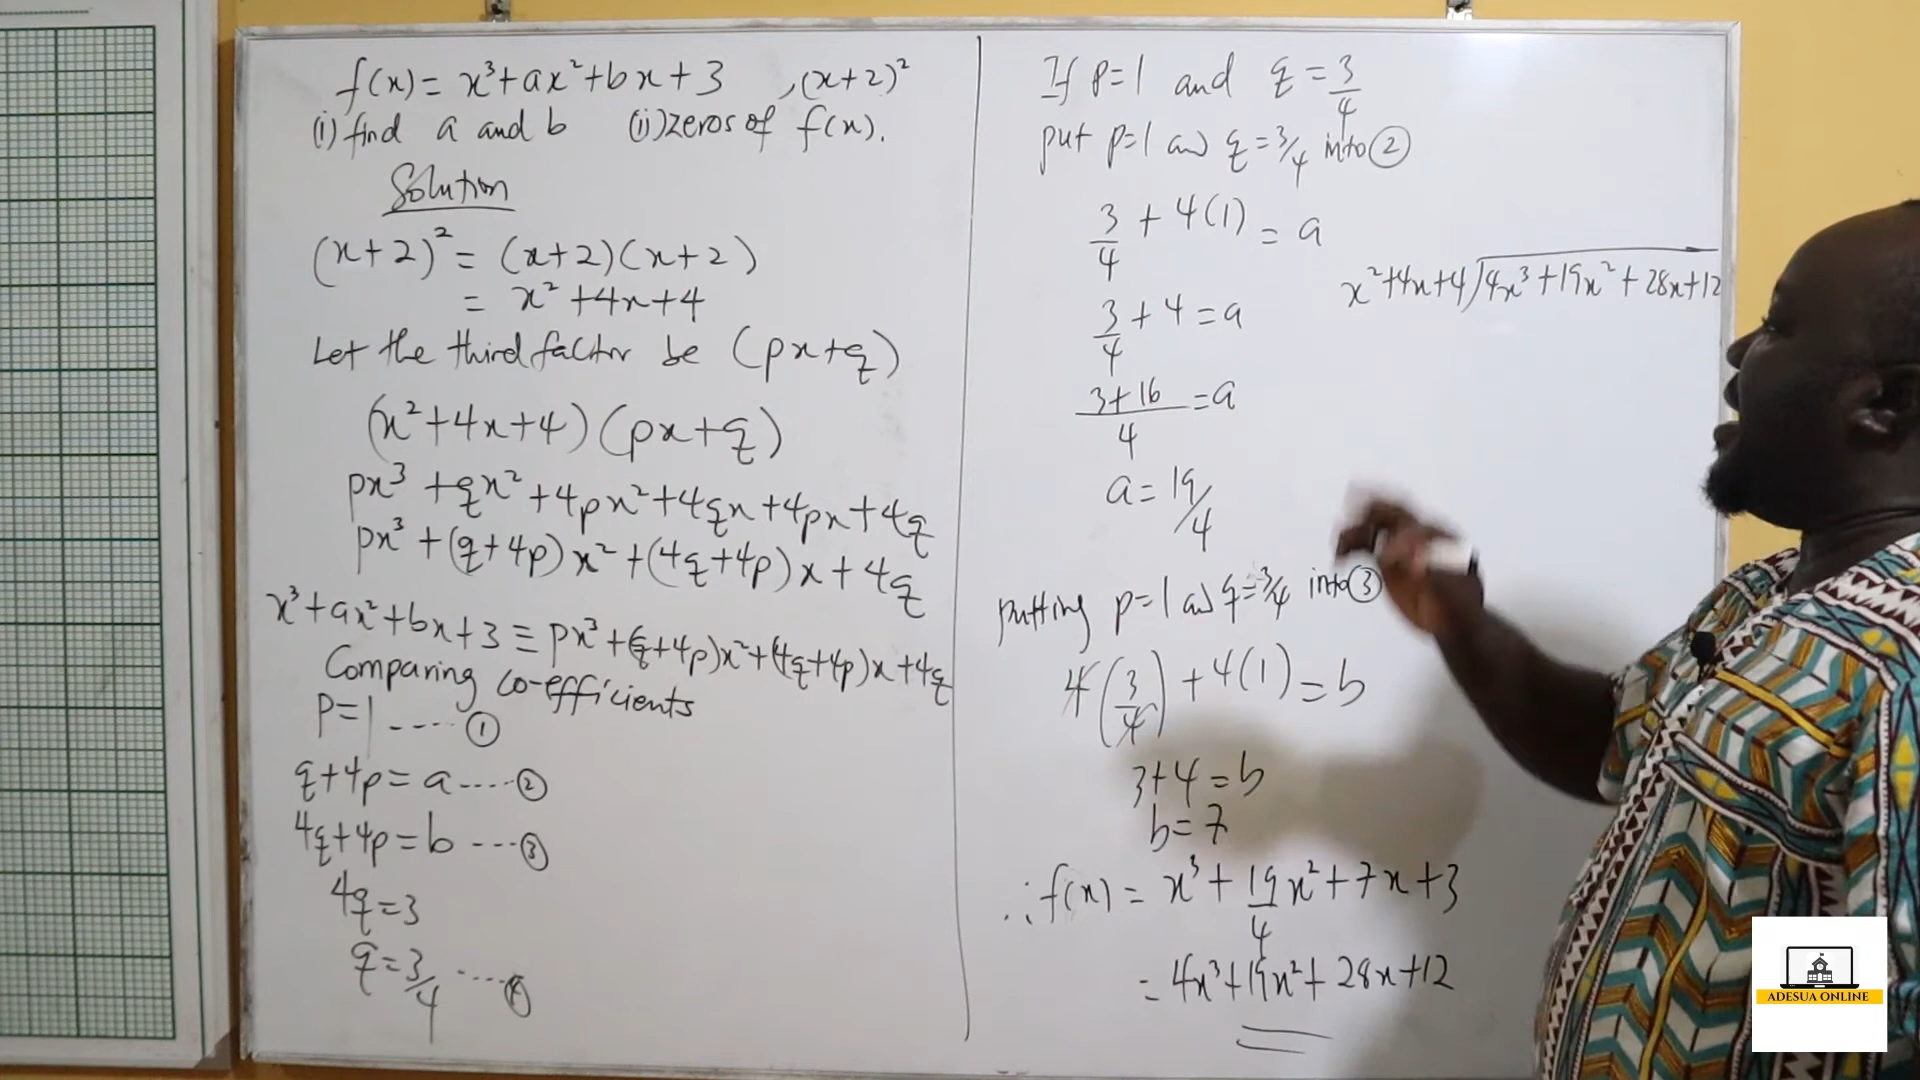 f(x) = x³ + ax² + bx + 3 , (x+2)²
(i) find a and b (ii) zeros of f(x).
Solution
(x+2)² = (x+2)(x+2)
= x² + 4x + 4
Let the third factor be (px+q)
(x² + 4x + 4)(px+q)
px³ + qx² + 4px² + 4qx + 4px + 4q
px³ + (q+4p)x² + (4q+4p)x + 4q
x³ + ax² + bx + 3 ≡ px³ + (q+4p)x² + (4q+4p)x + 4q
Comparing co-efficients
P = 1 ---- ①
q + 4p = a ---- ②
4q + 4p = b --- ③
4q = 3
q = 3/4 ----
If p = 1 and q = 3/4
put p=1 and q = 3/4 into ②
3/4 + 4(1) = a
3/4 + 4 = a
3+16/4 = a
a = 19/4
putting p=1 and q=3/4 into ③
4(3/4) + 4(1) = b
3 + 4 = b
b = 7
∴ f(x) = x³ + 19/4 x² + 7x + 3
= 4x³ + 19x² + 28x + 12
x² + 4x + 4 ) 4x³ + 19x² + 28x + 12
ADESUA ONLINE